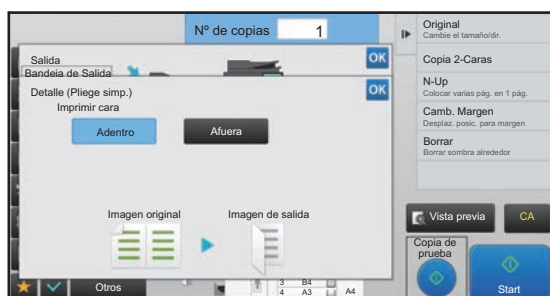 Nº de copias 1
Salida
OK
Bandeja de Salida
Detalle (Pliege simp.)
OK
Imprimir cara
Adentro
Afuera
Imagen original
Imagen de salida
Otros
3 B4
4 A3
A4
Original
Cambie el tamaño/dir.
Copia 2-Caras
N-Up
Colocar varias pág. en 1 pág.
Camb. Margen
Desplaz. posic. para margen
Borrar
Borrar sombra alrededor
Vista previa
CA
Copia de
prueba
Start